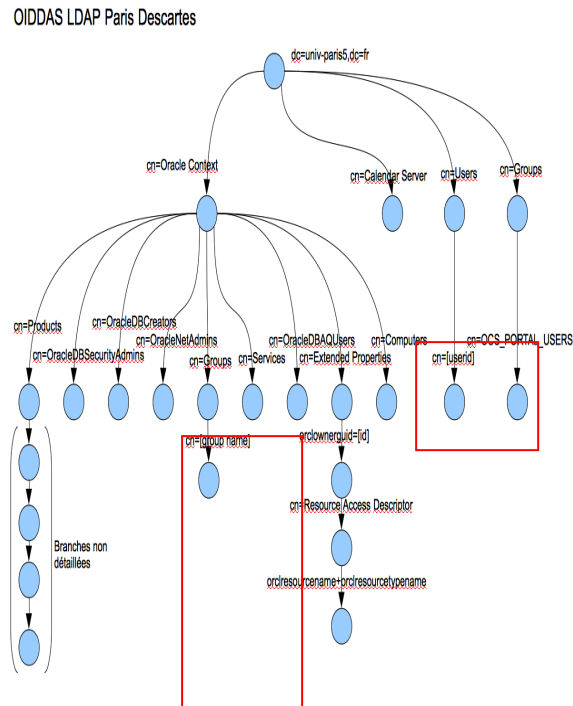 OIDDAS LDAP Paris Descartes
dc=univ-paris5,dc=fr
cn=Oracle Context
cn=Calendar Server
cn=Users
cn=Groups
cn=Products
cn=OracleDBSecurityAdmins
cn=OracleDBCreators
cn=OracleNetAdmins
cn=Groups
cn=Services
cn=OracleDBAQUsers
cn=Extended Properties
cn=Computers
cn=[userid]
cn=OCS_PORTAL_USERS
cn=[group name]
orclownerguid=[id]
cn=Resource Access Descriptor
Branches non
détaillées
orclresourcename+orclresourcetypename